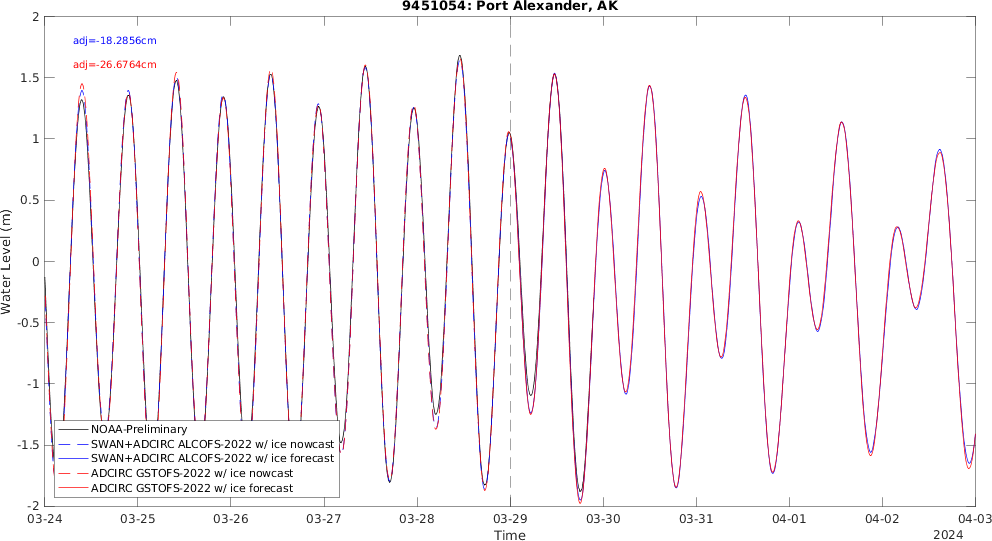 9451054: Port Alexander, AK
2
adj=-18.2856cm
adj=-26.6764cm
1.5
1
0.5
0
-0.5
-1
-1.5
-2
Water Level (m)
NOAA-Preliminary
SWAN+ADCIRC ALCOFS-2022 w/ ice nowcast
SWAN+ADCIRC ALCOFS-2022 w/ ice forecast
ADCIRC GSTOFS-2022 w/ ice nowcast
ADCIRC GSTOFS-2022 w/ ice forecast
03-24 03-25 03-26 03-27 03-28 03-29 03-30 03-31 04-01 04-02 04-03
Time
2024